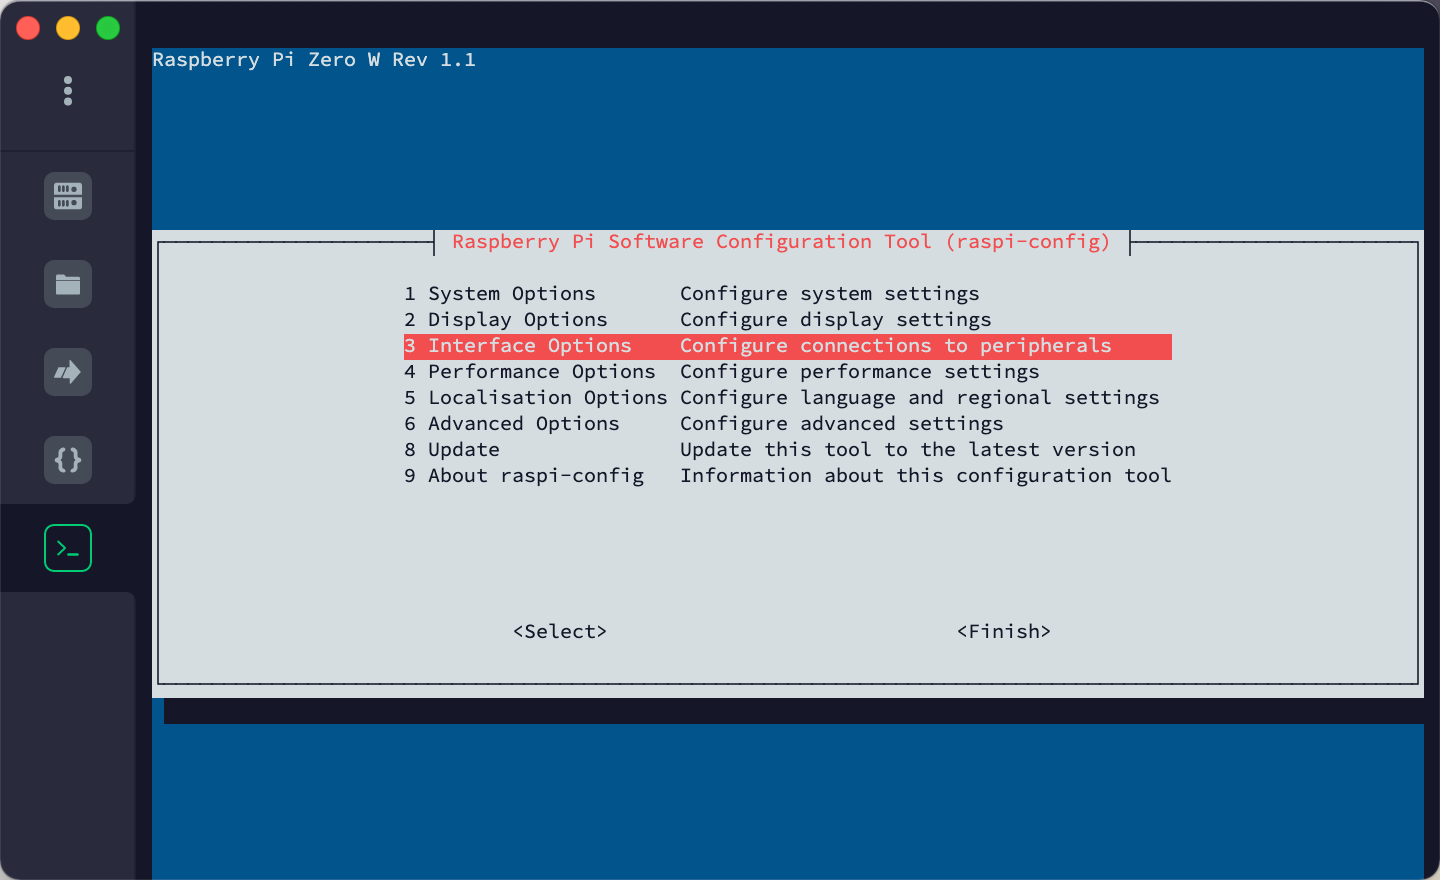 Raspberry Pi Zero W Rev 1.1
Raspberry Pi Software Configuration Tool (raspi-config)
1 System Options Configure system settings
2 Display Options Configure display settings
3 Interface Options Configure connections to peripherals
4 Performance Options Configure performance settings
5 Localisation Options Configure language and regional settings
6 Advanced Options Configure advanced settings
8 Update Update this tool to the latest version
9 About raspi-config Information about this configuration tool
<Select> <Finish>